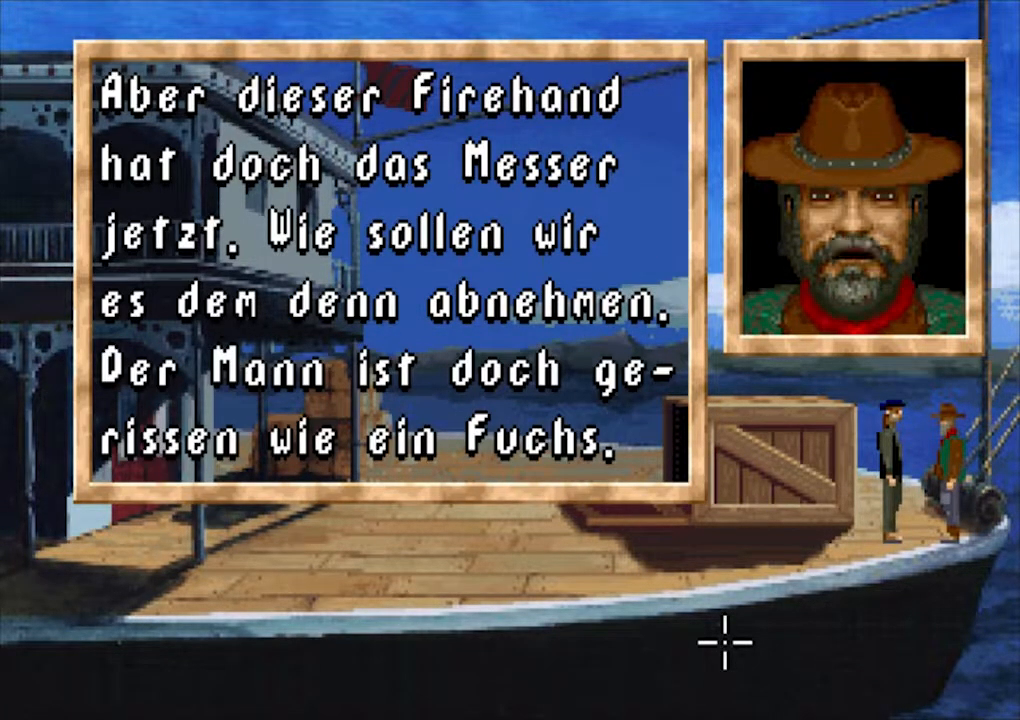 Aber dieser Firehand
hat doch das Messer
jetzt. Wie sollen wir
es dem denn abnehmen.
Der Mann ist doch ge-
rissen wie ein Fuchs.